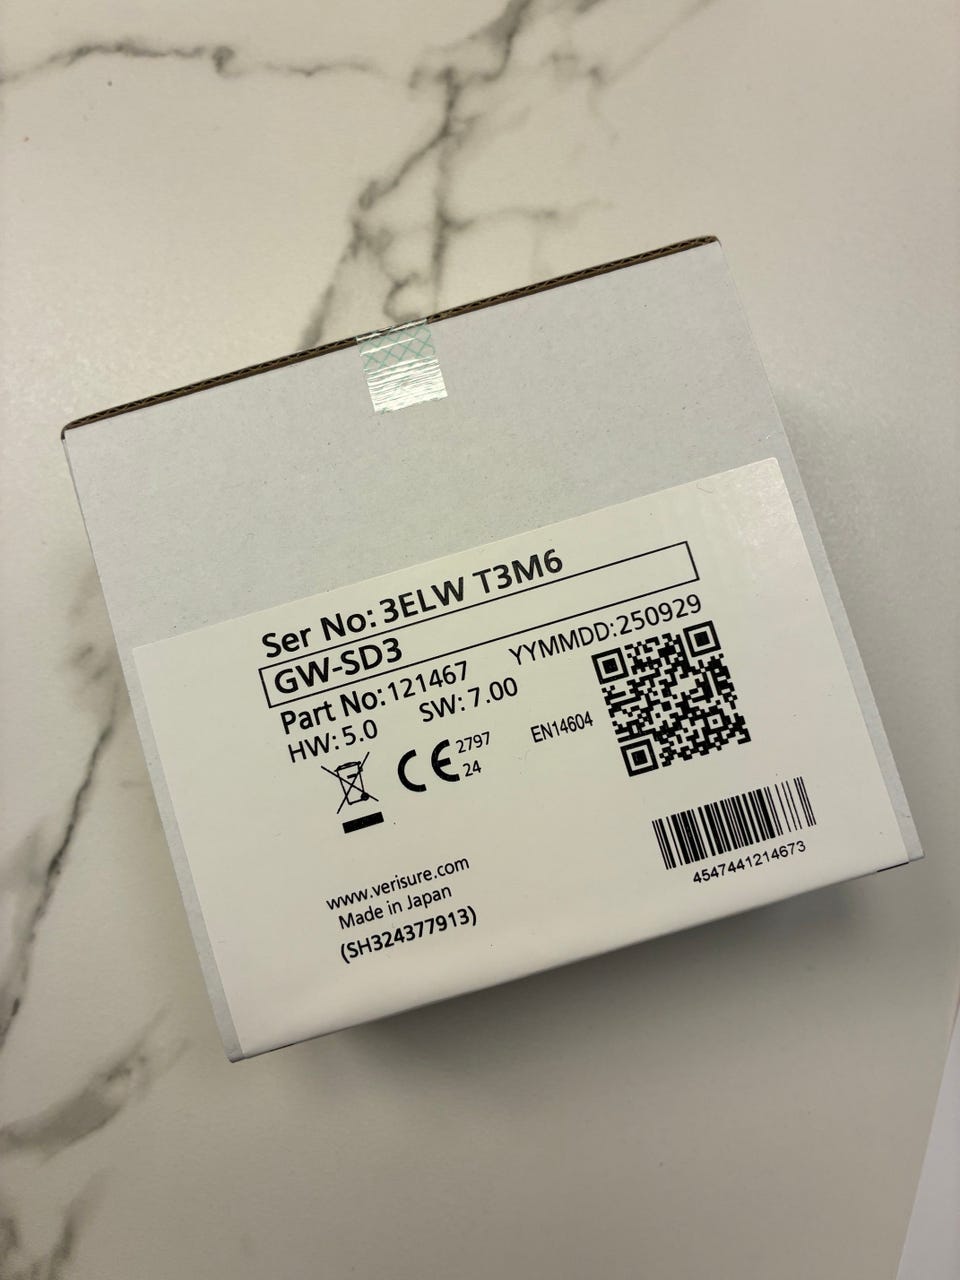 Ser No: 3ELW T3M6
GW-SD3
Part No: 121467 YYMMDD:250929
HW: 5.0 SW: 7.00
CE 2797
24
EN14604
4547441214673
www.verisure.com
Made in Japan
(SH324377913)